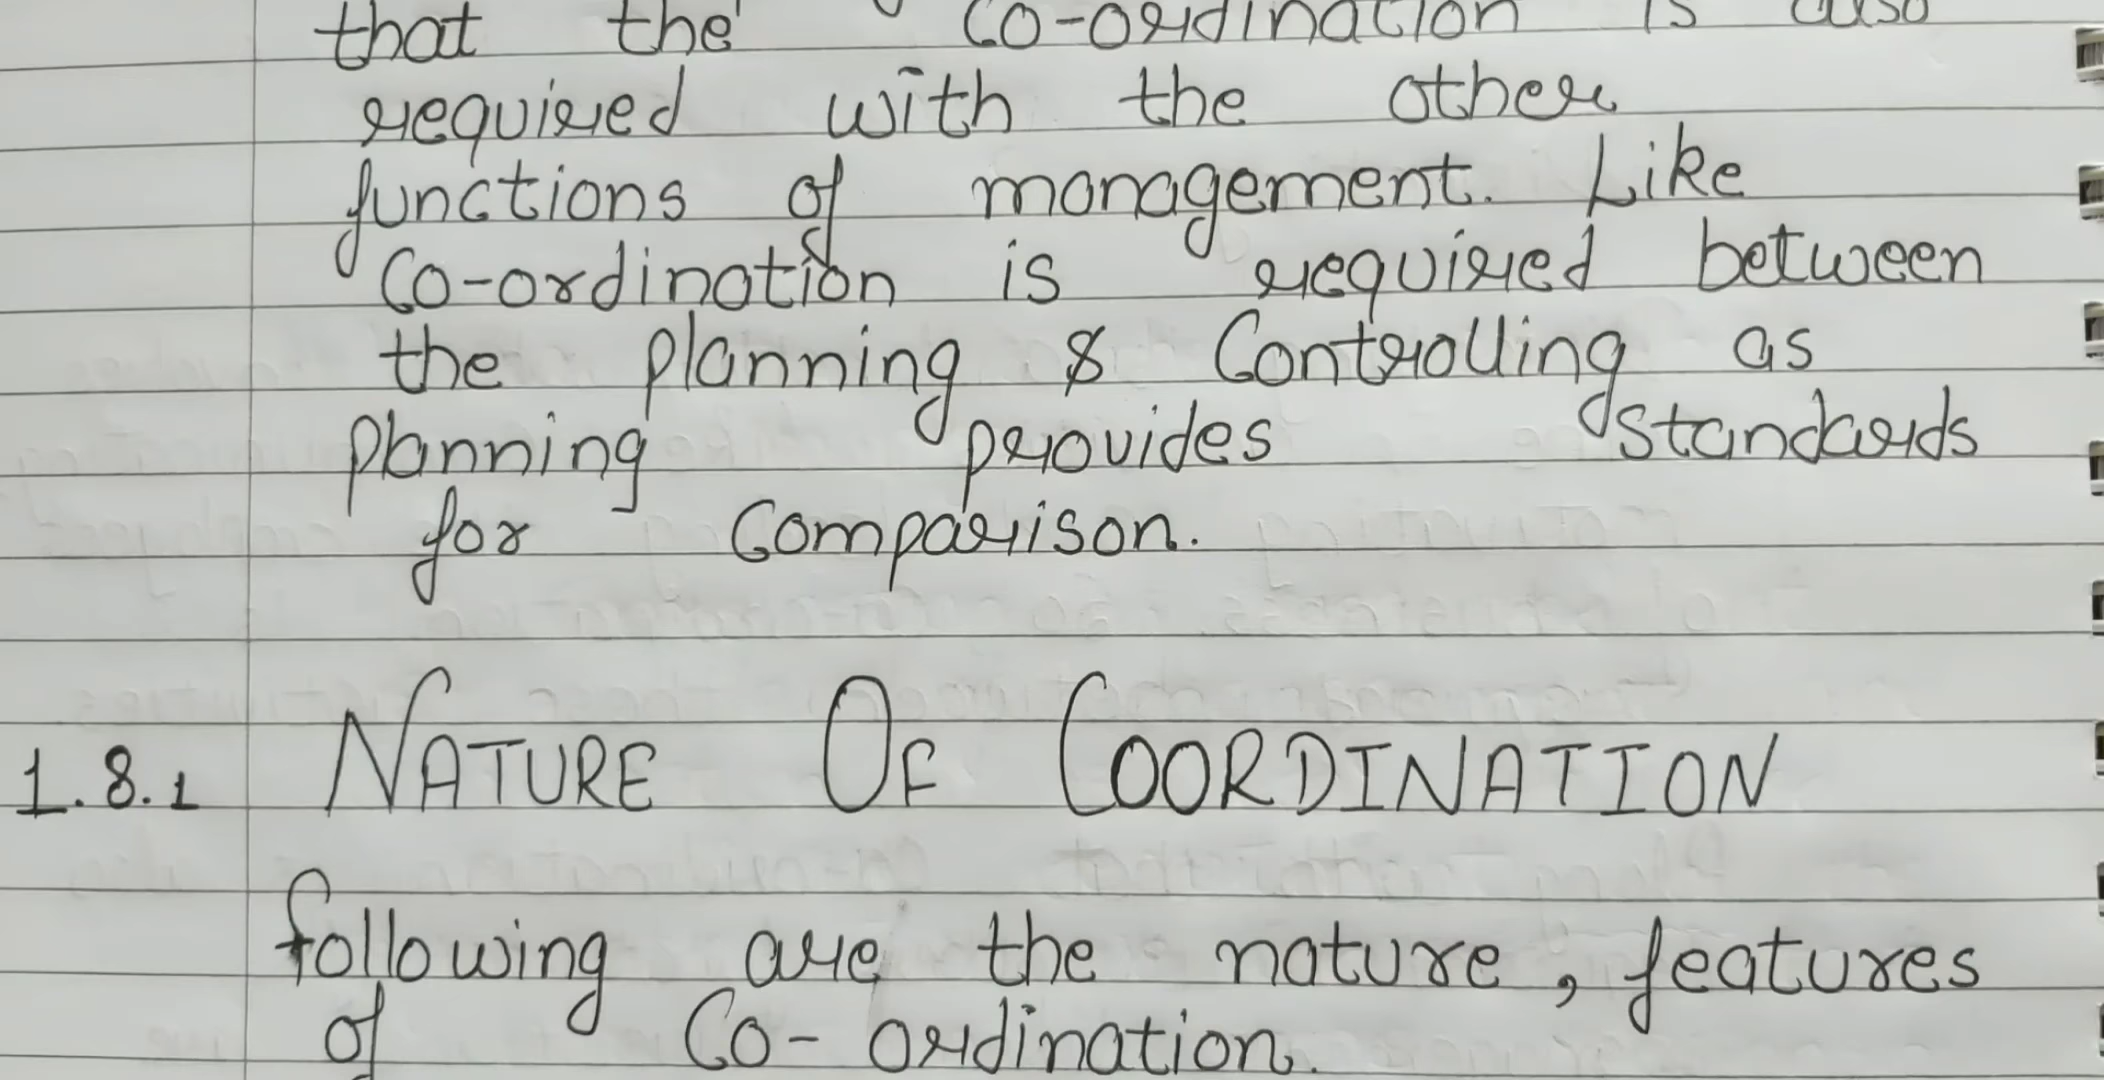 that the Co-ordination is also
required with the other
functions of management. Like
Co-ordination is required between
the planning & Controlling as
planning provides standards
for Comparison.
1.8.1 NATURE OF COORDINATION
following are the nature, features
of Co-ordination.